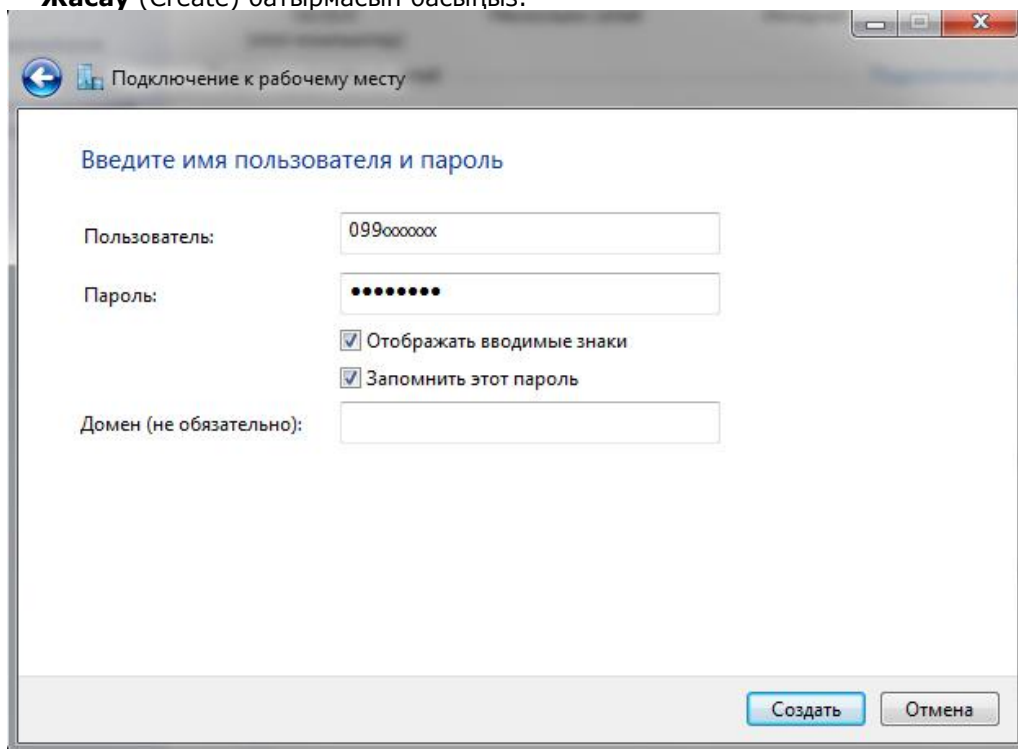 Жасау (Create) батырмасын басыңыз.
Подключение к рабочему месту
Введите имя пользователя и пароль
Пользователь:
099xxxxxx
Пароль:
●●●●●●●●
Отображать вводимые знаки
Запомнить этот пароль
Домен (не обязательно):
Создать
Отмена